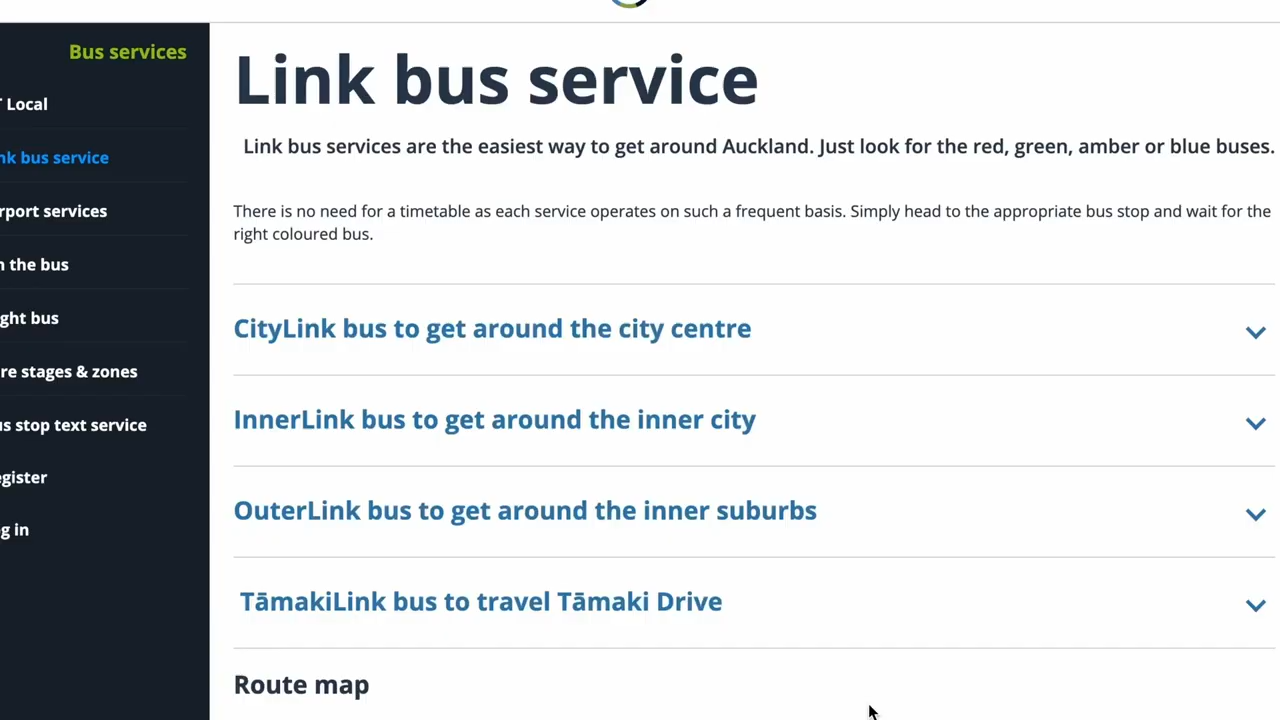 Bus services
Local
nk bus service
rport services
n the bus
ght bus
re stages & zones
us stop text service
egister
g in
Link bus service
Link bus services are the easiest way to get around Auckland. Just look for the red, green, amber or blue buses.
There is no need for a timetable as each service operates on such a frequent basis. Simply head to the appropriate bus stop and wait for the
right coloured bus.
CityLink bus to get around the city centre
InnerLink bus to get around the inner city
OuterLink bus to get around the inner suburbs
TāmakiLink bus to travel Tāmaki Drive
Route map